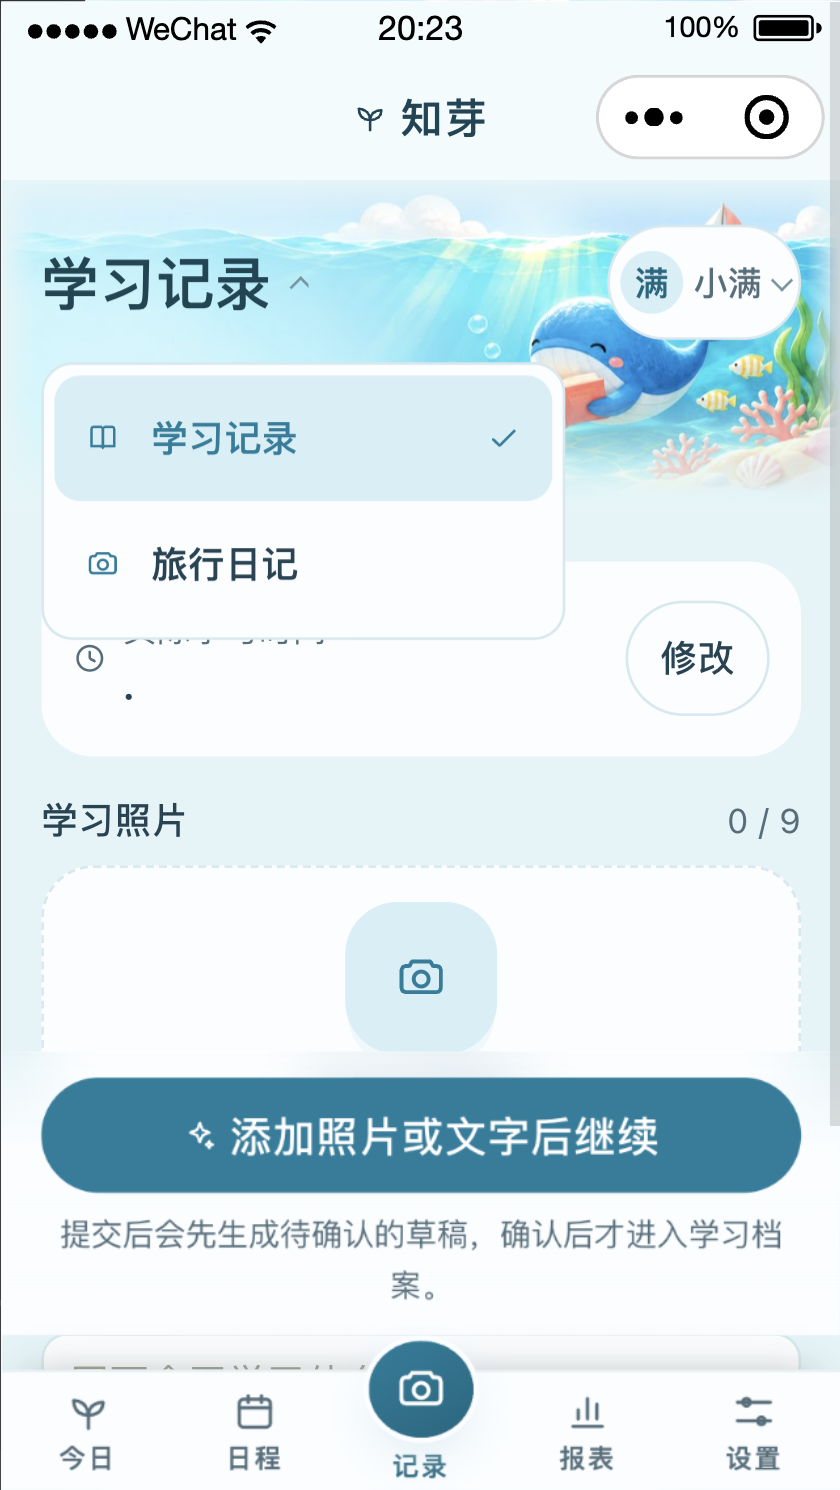 WeChat 20:23 100%
知芽
学习记录
满 小满
学习记录
旅行日记
修改
学习照片 0 / 9
添加照片或文字后继续
提交后会先生成待确认的草稿，确认后才进入学习档
案。
今日 日程 记录 报表 设置